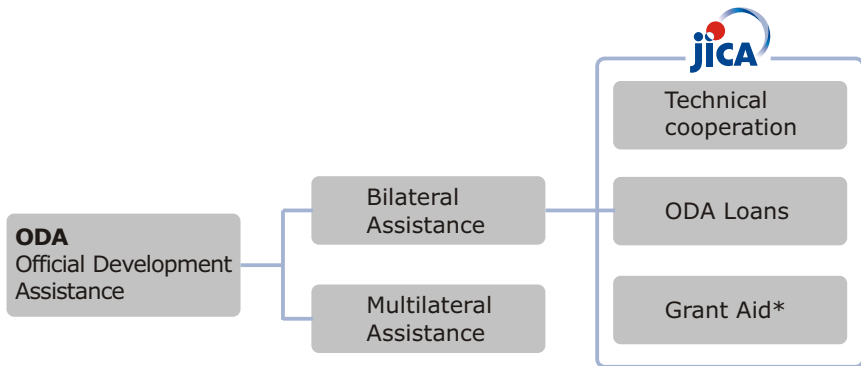 jica
Technical
cooperation
Bilateral
Assistance
ODA Loans
ODA
Official Development
Assistance
Multilateral
Assistance
Grant Aid*